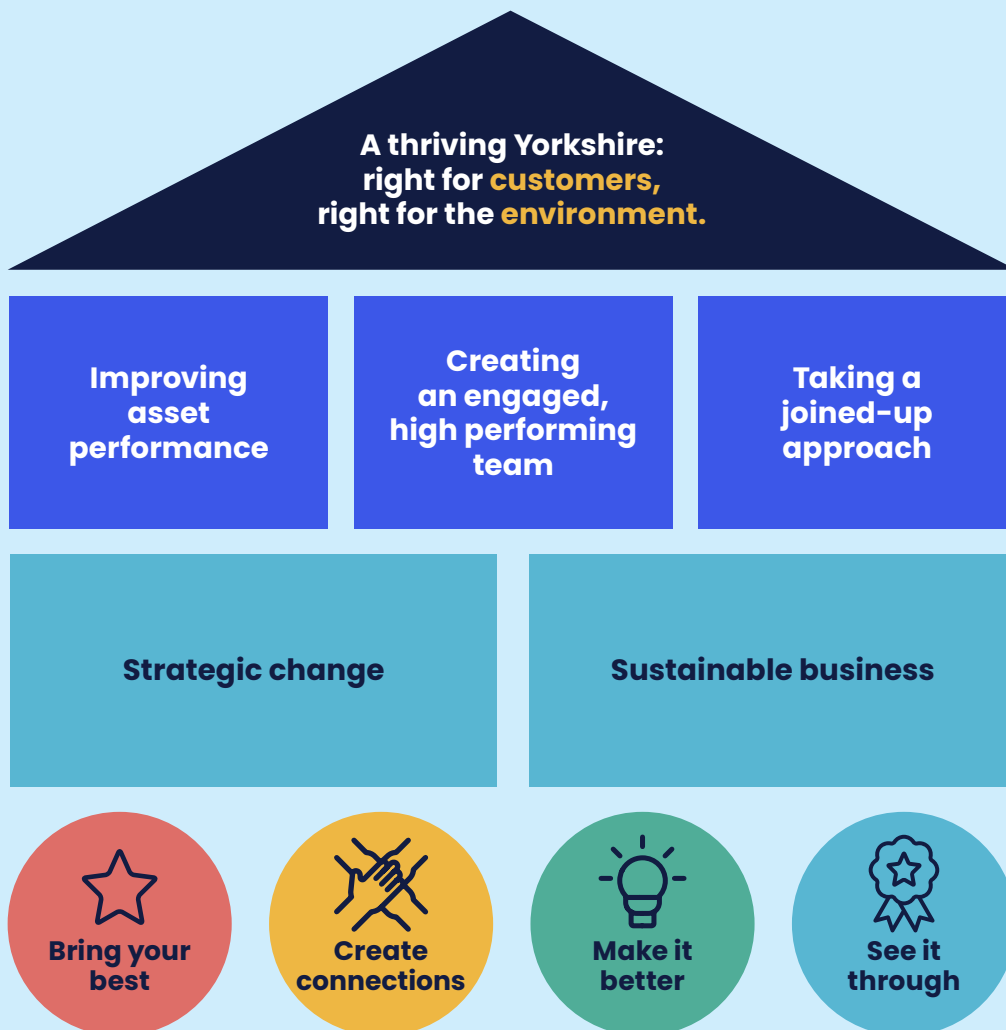 A thriving Yorkshire:
right for customers,
right for the environment.
Improving
asset
performance
Creating
an engaged,
high performing
team
Taking a
joined-up
approach
Strategic change
Sustainable business
Bring your
best
Create
connections
Make it
better
See it
through